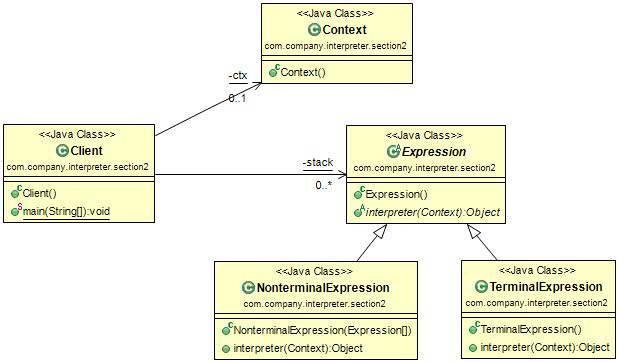 <<Java Class>>
Context
com.company.interpreter.section2
Context()
-ctx
0..1
<<Java Class>>
Client
com.company.interpreter.section2
Client()
main(String[]):void
-stack
0..*
<<Java Class>>
Expression
com.company.interpreter.section2
Expression()
interpreter(Context):Object
<<Java Class>>
NonterminalExpression
com.company.interpreter.section2
NonterminalExpression(Expression[])
interpreter(Context):Object
<<Java Class>>
TerminalExpression
com.company.interpreter.section2
TerminalExpression()
interpreter(Context):Object